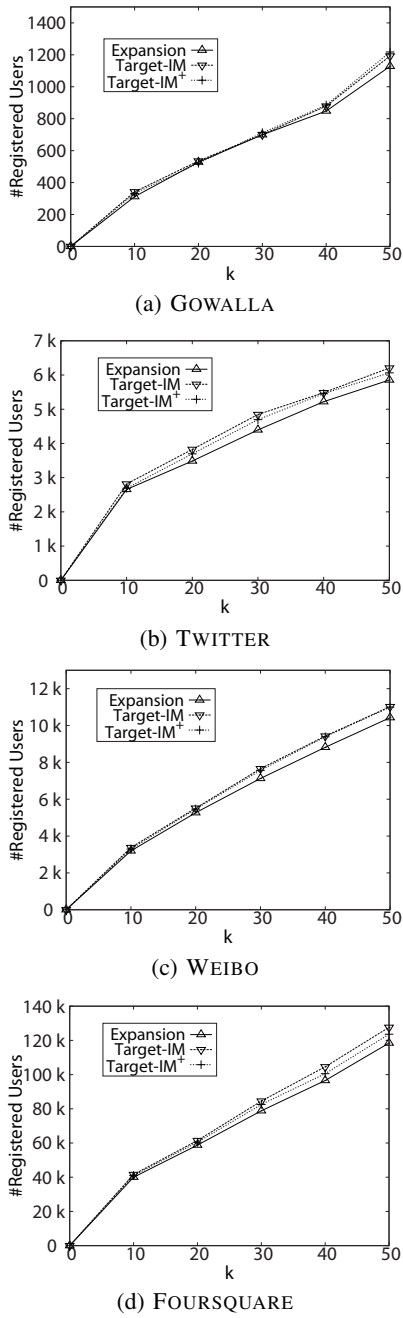 1400
1200
1000
800
600
400
200
0
#Registered Users
Expansion
Target-IM
Target-IM+
0 10 20 30 40 50
k
(a) GOWALLA
7 k
6 k
5 k
4 k
3 k
2 k
1 k
0
#Registered Users
Expansion
Target-IM
Target-IM+
0 10 20 30 40 50
k
(b) TWITTER
12 k
10 k
8 k
6 k
4 k
2 k
0
#Registered Users
Expansion
Target-IM
Target-IM+
0 10 20 30 40 50
k
(c) WEIBO
140 k
120 k
100 k
80 k
60 k
40 k
20 k
0
#Registered Users
Expansion
Target-IM
Target-IM+
0 10 20 30 40 50
k
(d) FOURSQUARE